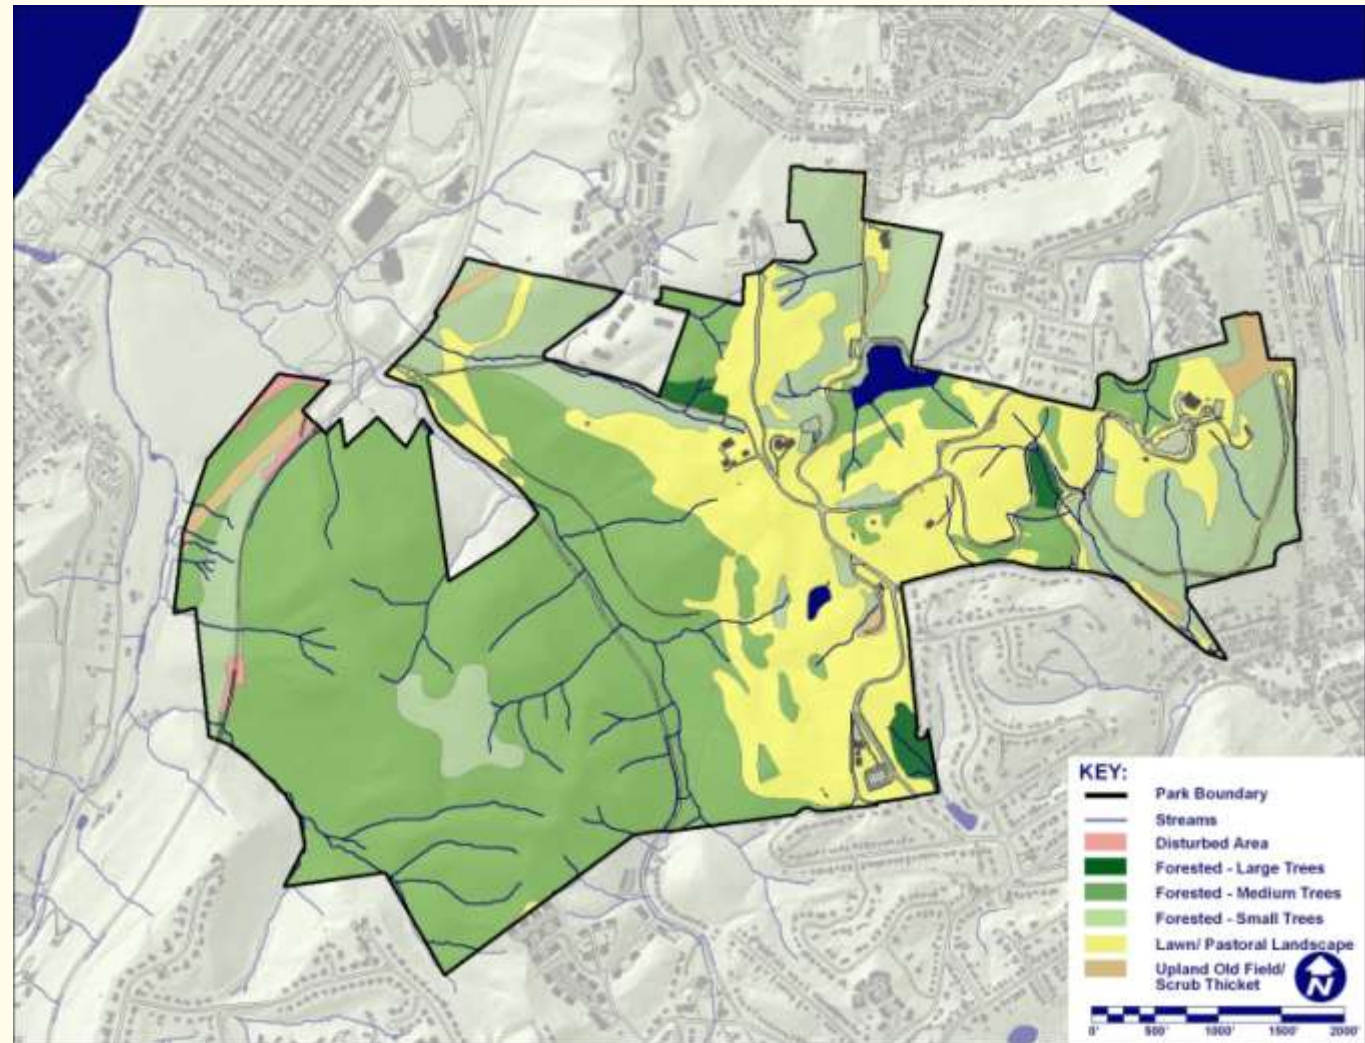 KEY:
Park Boundary
Streams
Disturbed Area
Forested - Large Trees
Forested - Medium Trees
Forested - Small Trees
Lawn/ Pastoral Landscape
Upland Old Field/
Scrub Thicket
N
0' 500' 1000' 1500' 2000'